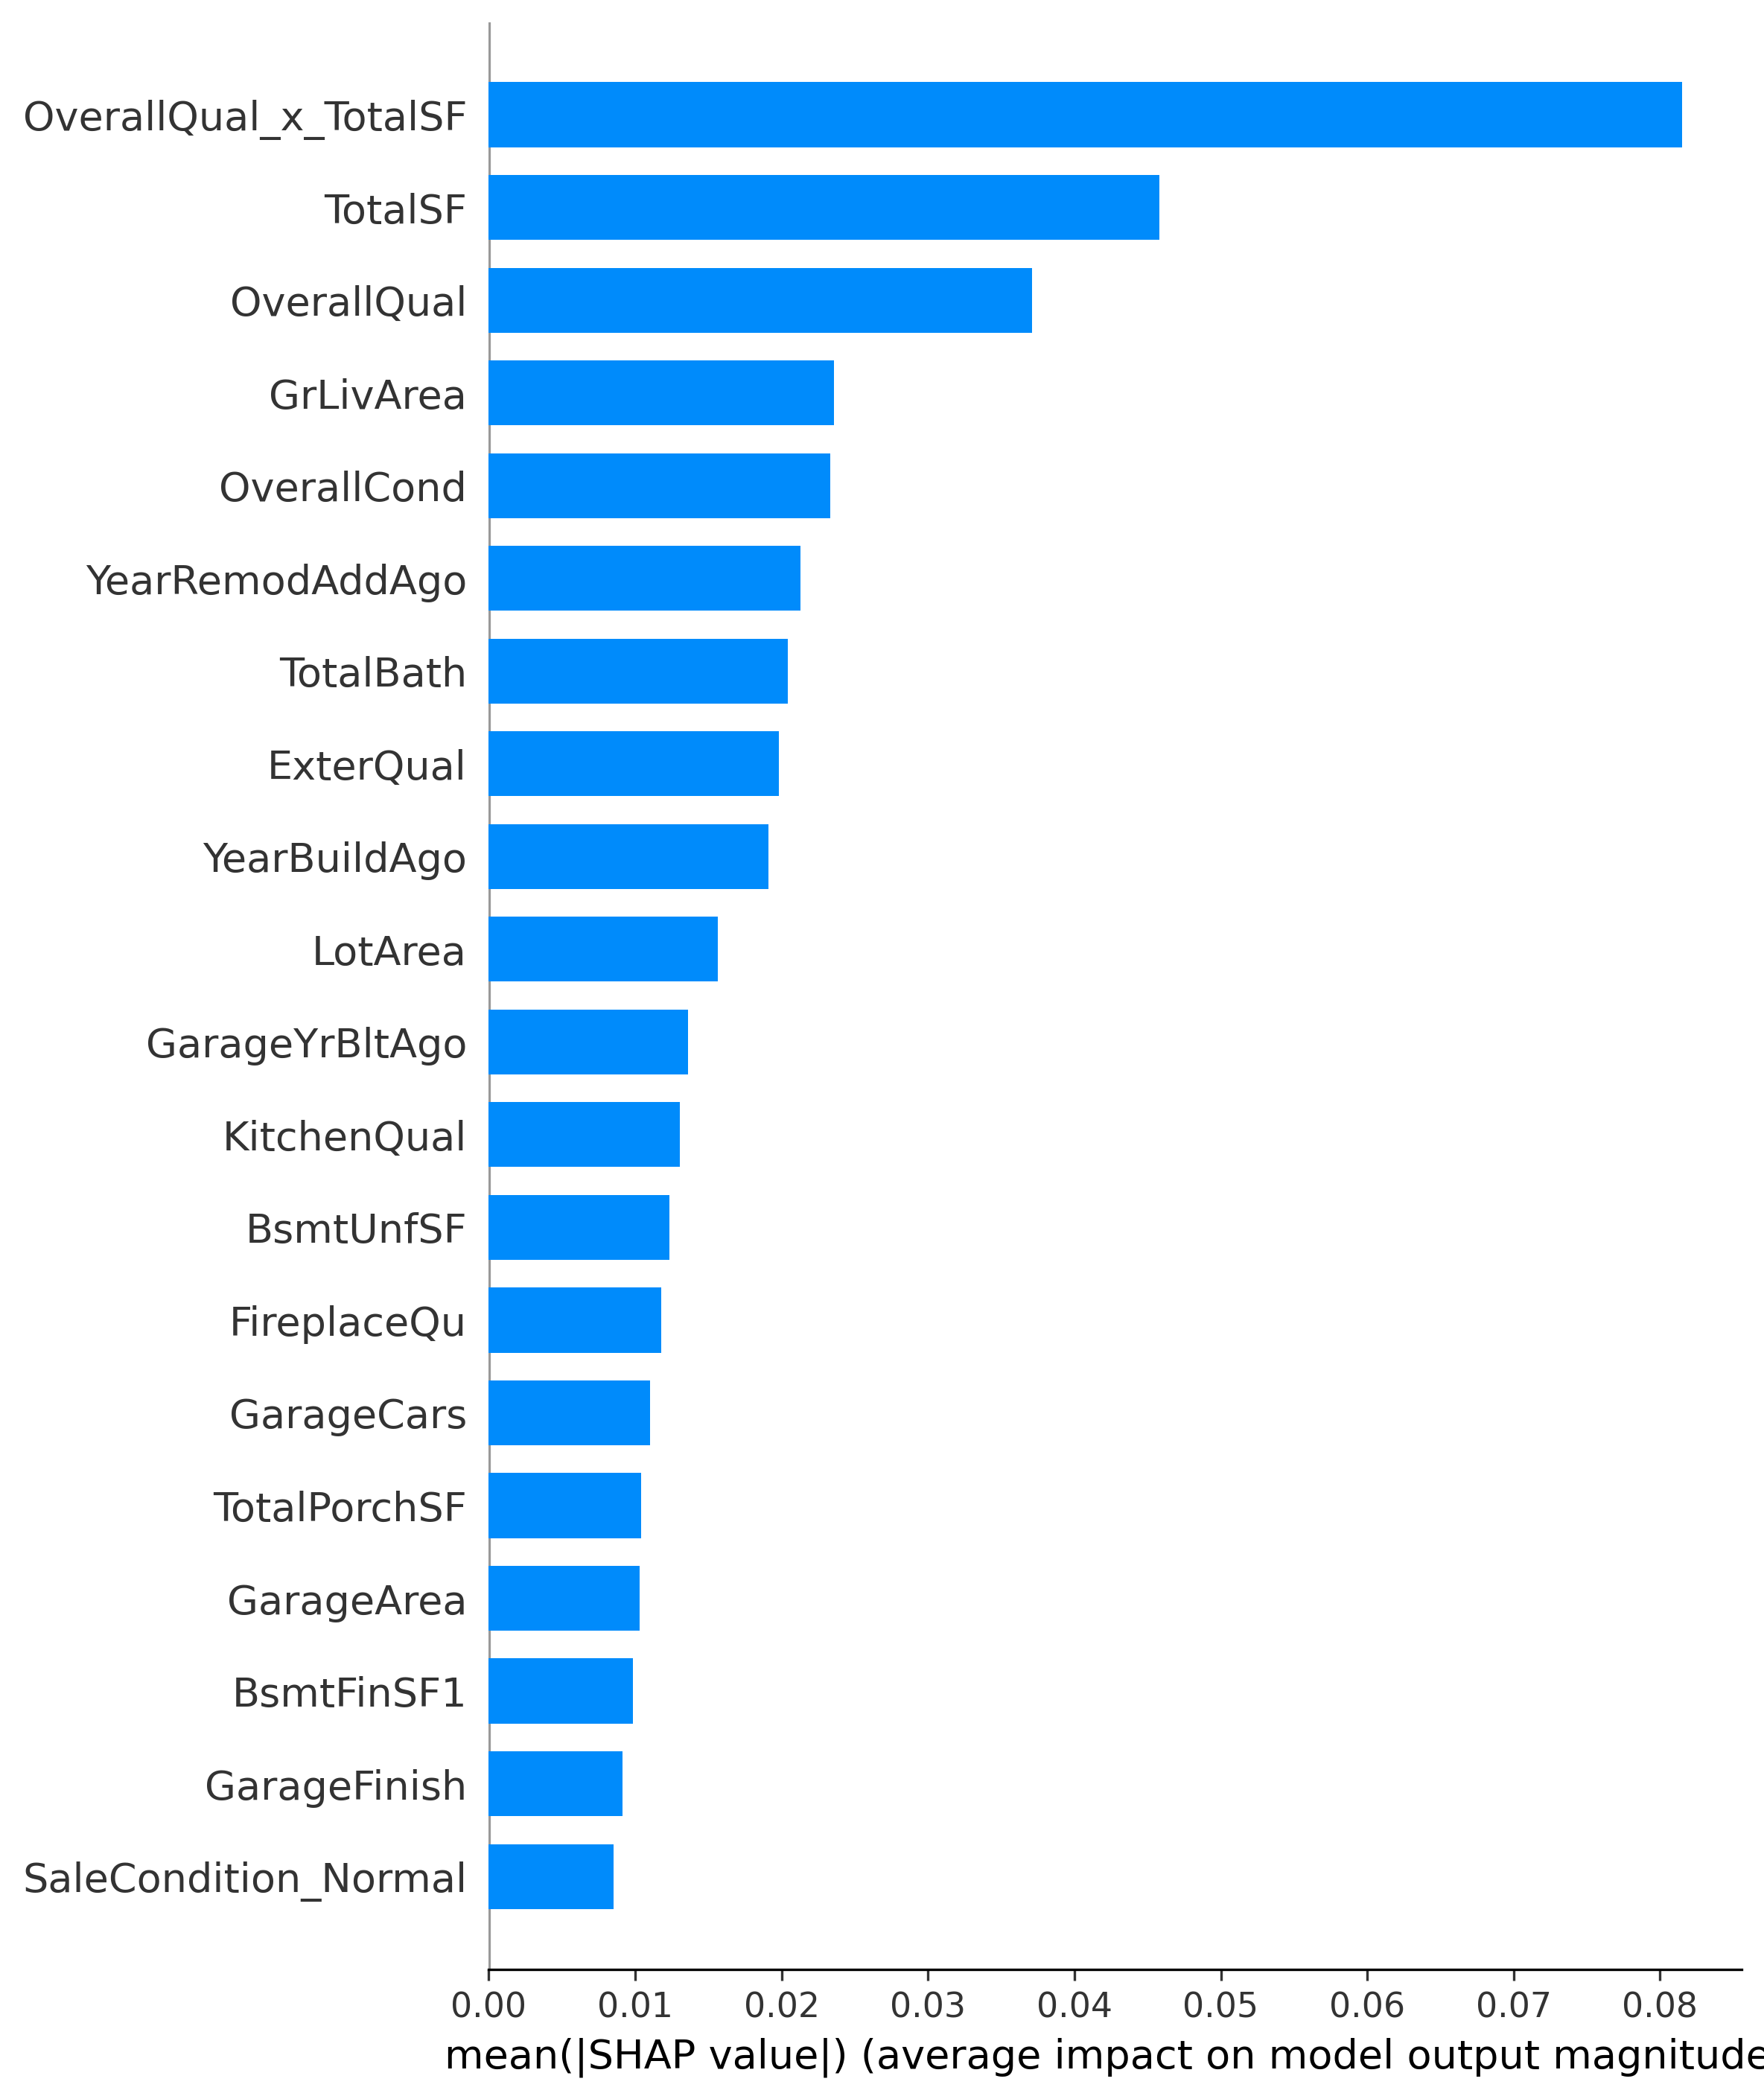 OverallQual_x_TotalSF
TotalSF
OverallQual
GrLivArea
OverallCond
YearRemodAddAgo
TotalBath
ExterQual
YearBuildAgo
LotArea
GarageYrBltAgo
KitchenQual
BsmtUnfSF
FireplaceQu
GarageCars
TotalPorchSF
GarageArea
BsmtFinSF1
GarageFinish
SaleCondition_Normal
0.00 0.01 0.02 0.03 0.04 0.05 0.06 0.07 0.08
mean(|SHAP value|) (average impact on model output magnitude